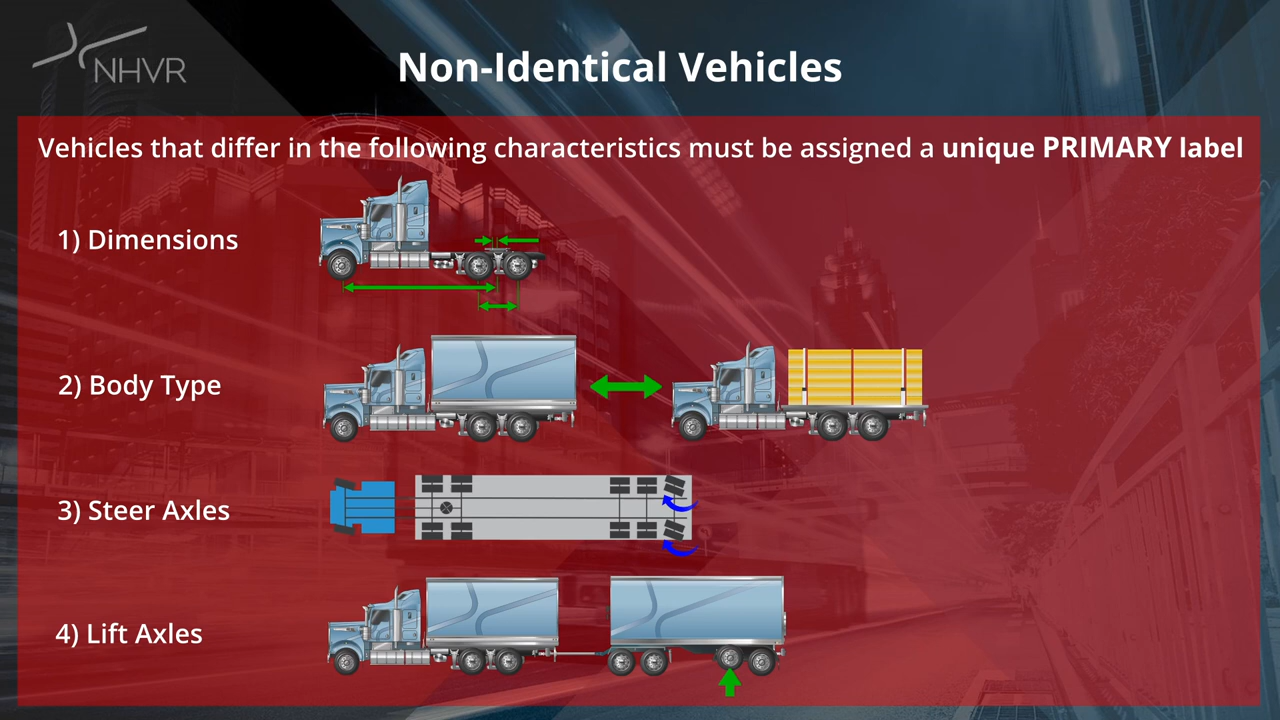 NHVR
Non-Identical Vehicles
Vehicles that differ in the following characteristics must be assigned a unique PRIMARY label
1) Dimensions
2) Body Type
3) Steer Axles
4) Lift Axles